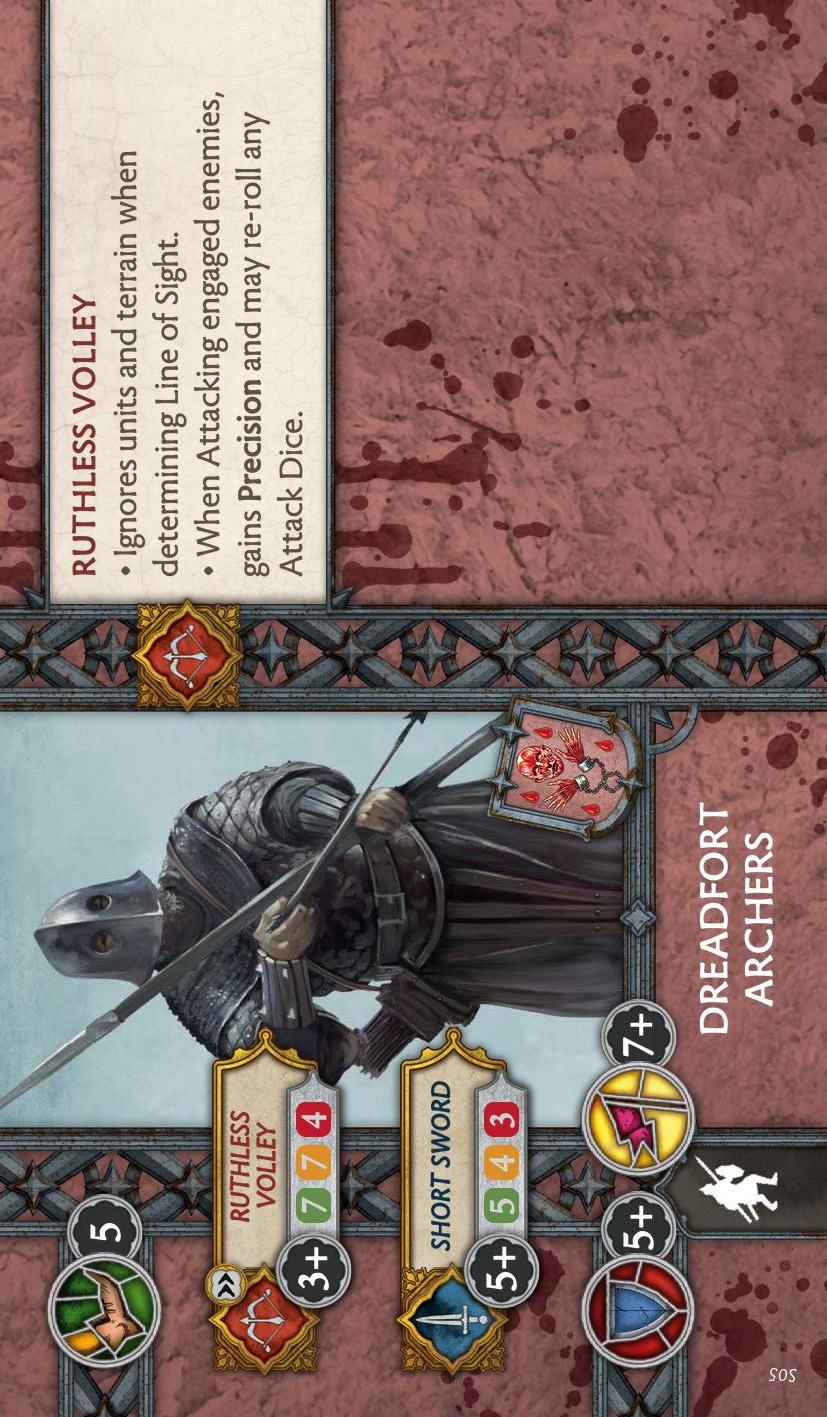 5
RUTHLESS
VOLLEY
3+
7 7 4
SHORT SWORD
5+
5 4 3
5+
7+
DREADFORT
ARCHERS
SOS
RUTHLESS VOLLEY
• Ignores units and terrain when
determining Line of Sight.
• When Attacking engaged enemies,
gains Precision and may re-roll any
Attack Dice.